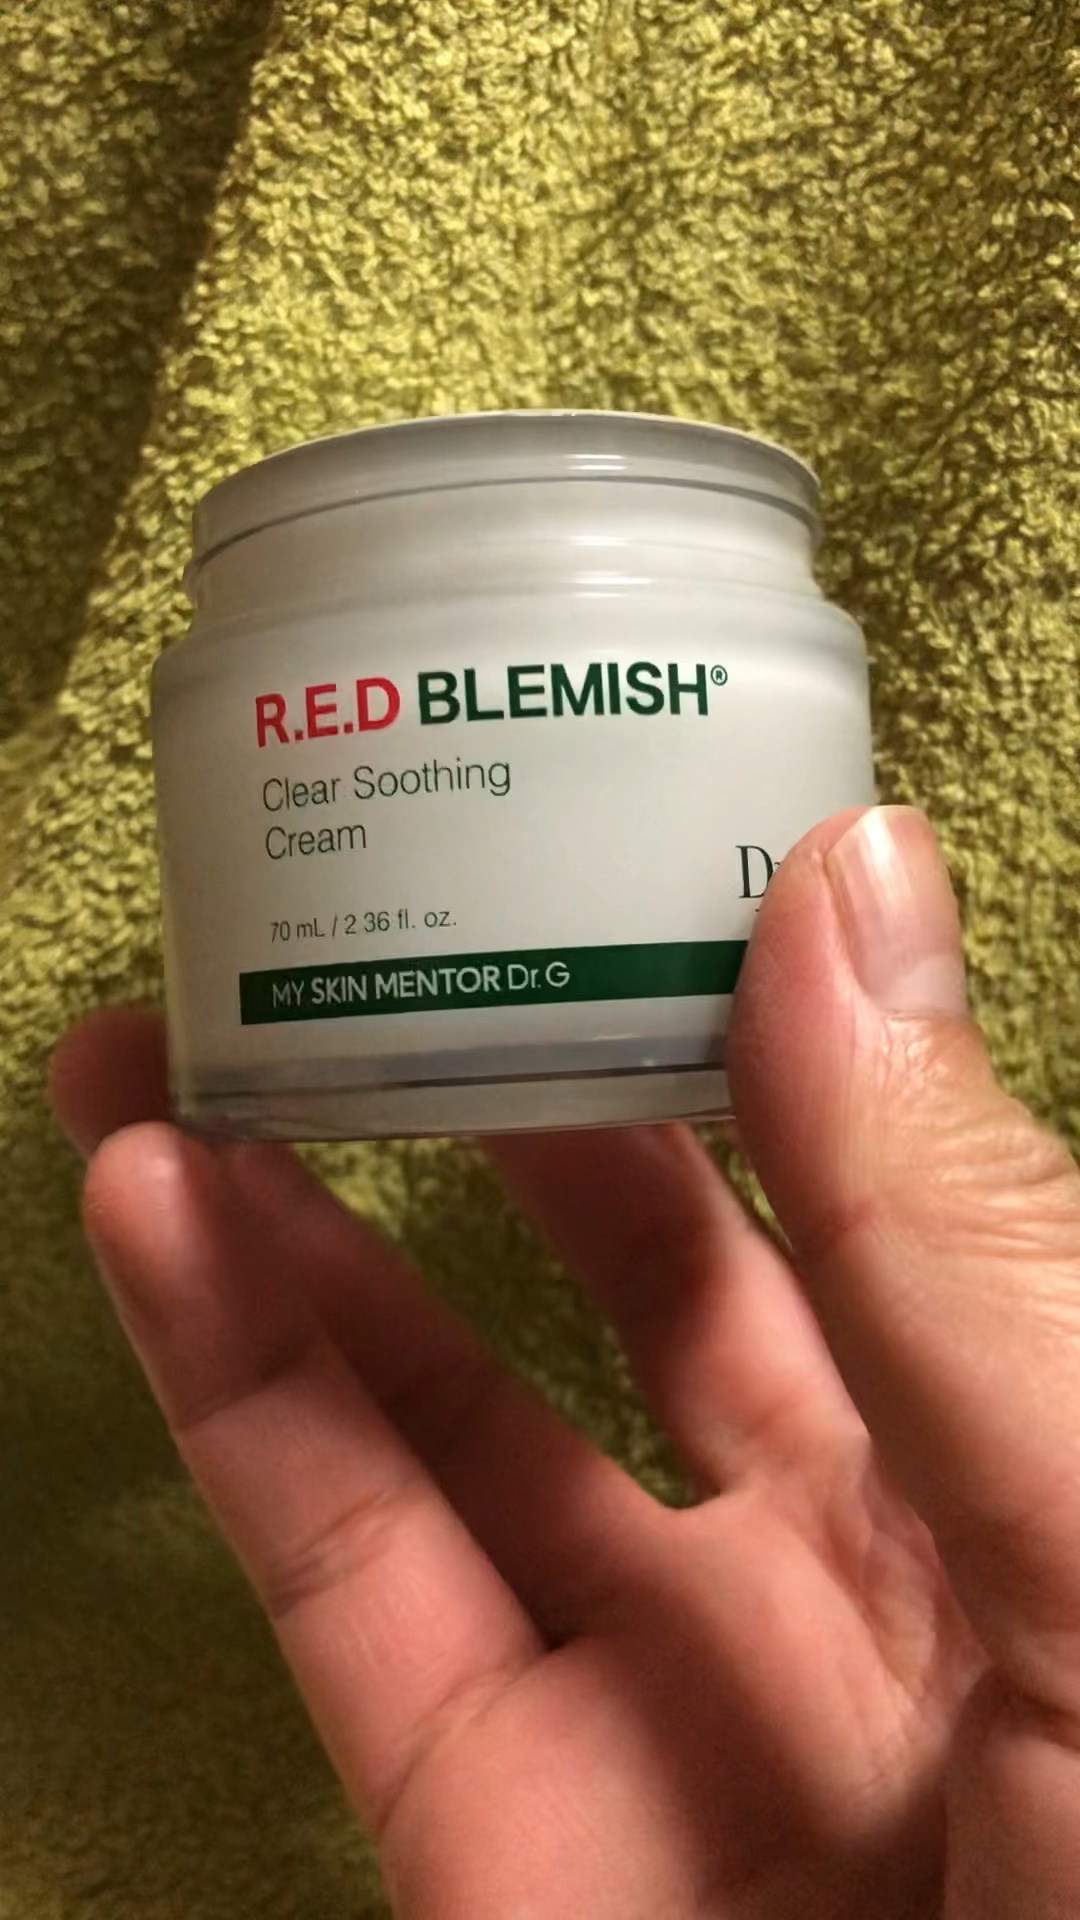 R.E.D BLEMISH®
Clear Soothing
Cream
D
70 mL / 2 36 fl. oz.
MY SKIN MENTOR Dr.G